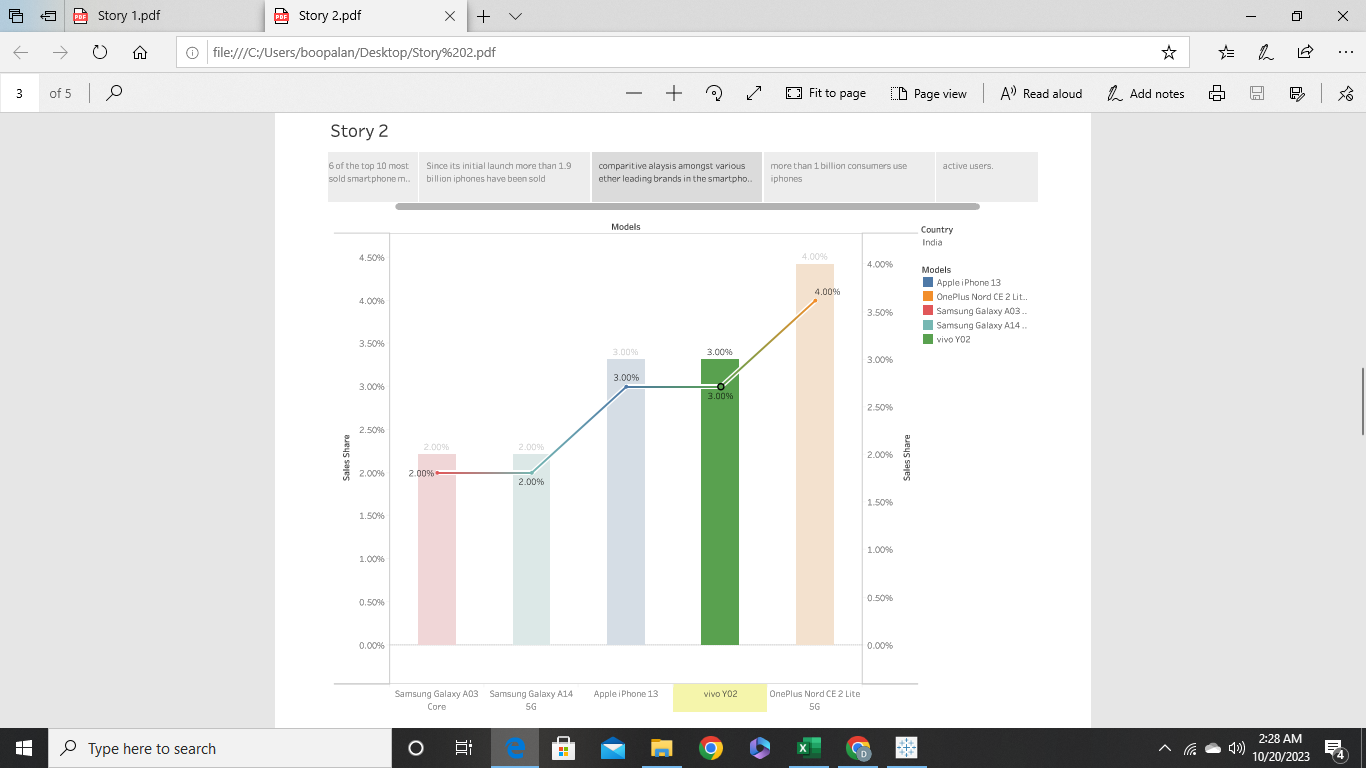 Story 1.pdf
Story 2.pdf
file:///C:/Users/boopalan/Desktop/Story%202.pdf
3 of 5
Fit to page
Page view
Read aloud
Add notes
Story 2
6 of the top 10 most
sold smartphone m..
Since its initial launch more than 1.9
billion iphones have been sold
comparitive alaysis amongst various
ether leading brands in the smartpho..
more than 1 billion consumers use
iphones
active users.
Models
4.50%
4.00%
3.50%
3.00%
2.50%
2.00%
1.50%
1.00%
0.50%
0.00%
Sales Share
2.00%
2.00%
2.00%
2.00%
3.00%
3.00%
3.00%
3.00%
4.00%
4.00%
4.00%
3.50%
3.00%
2.50%
2.00%
1.50%
1.00%
0.50%
0.00%
Sales Share
Samsung Galaxy A03
Core
Samsung Galaxy A14
5G
Apple iPhone 13
vivo Y02
OnePlus Nord CE 2 Lite
5G
Country
India
Models
Apple iPhone 13
OnePlus Nord CE 2 Lit..
Samsung Galaxy A03 ..
Samsung Galaxy A14 ..
vivo Y02
Type here to search
2:28 AM
10/20/2023
4